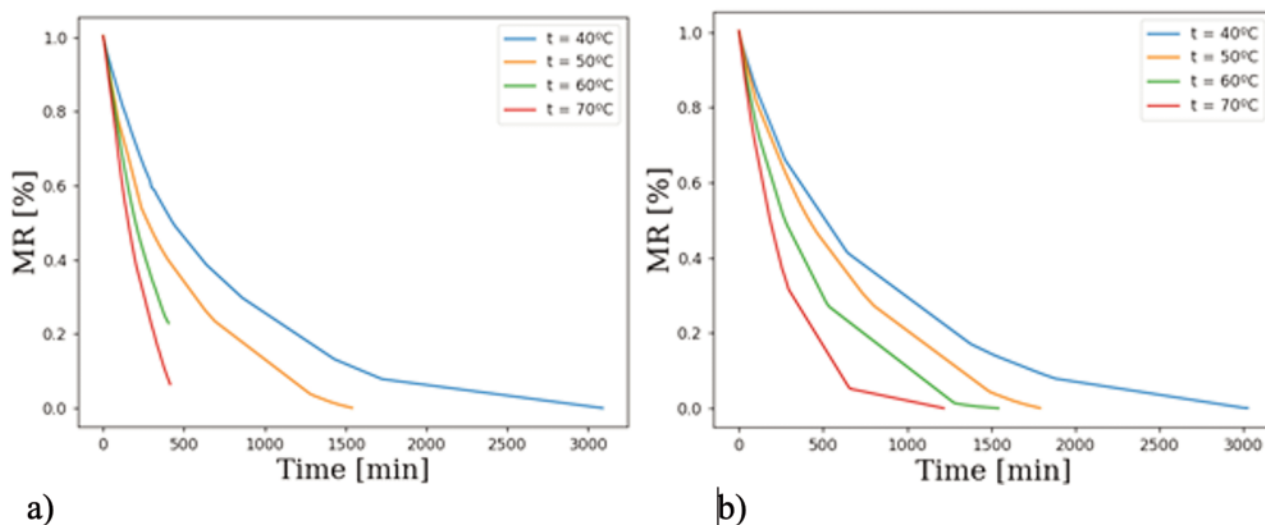 t = 40ºC
t = 50ºC
t = 60ºC
t = 70ºC
1.0
0.8
0.6
0.4
0.2
0.0
MR [%]
0
500
1000
1500
2000
2500
3000
Time [min]
a)
t = 40ºC
t = 50ºC
t = 60ºC
t = 70ºC
1.0
0.8
0.6
0.4
0.2
0.0
MR [%]
0
500
1000
1500
2000
2500
3000
Time [min]
b)